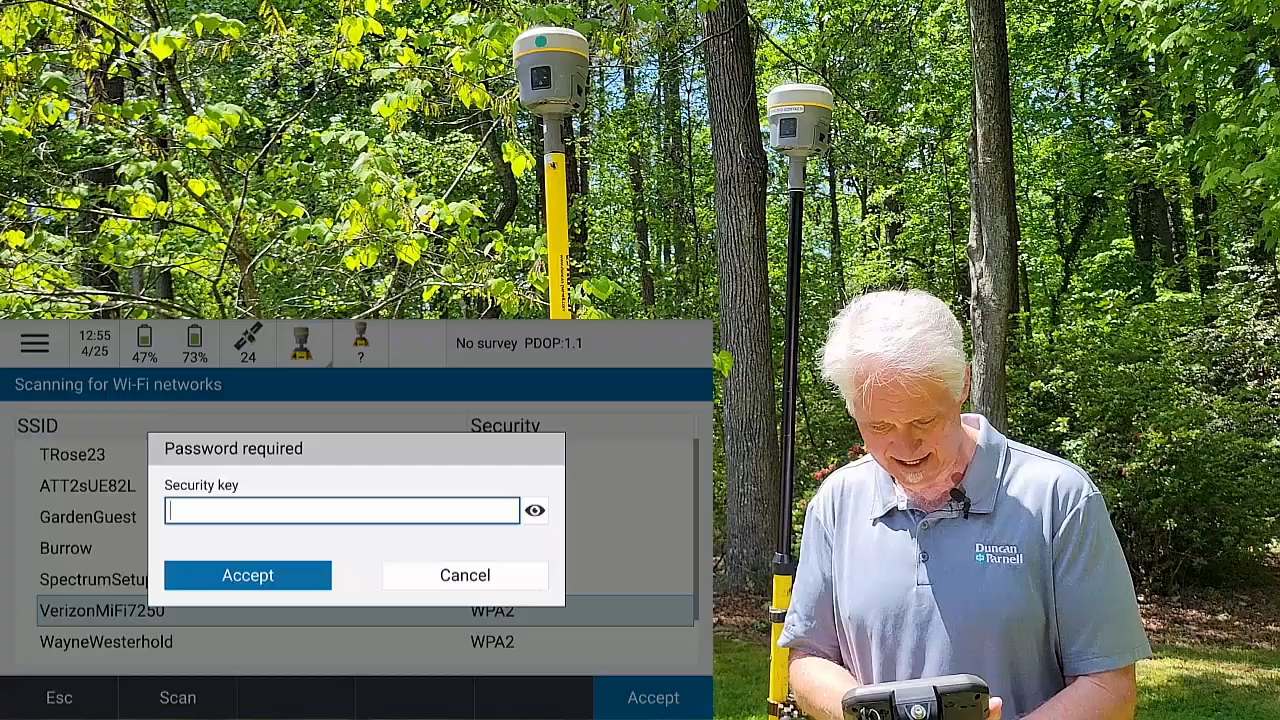 12:55
4/25
47%
73%
24
?
No survey PDOP:1.1
Scanning for Wi-Fi networks
SSID
Security
TRose23
ATT2sUE82L
GardenGuest
Burrow
SpectrumSetup
VerizonMiFi7250
WPA2
WayneWesterhold
WPA2
Password required
Security key
Accept
Cancel
Esc
Scan
Accept
Duncan
Parnell